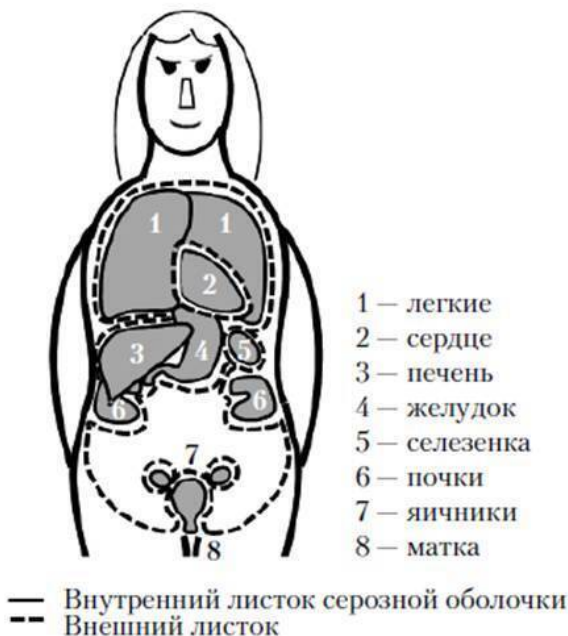 1
1
2
3
4
5
6
6
7
8
1 — легкие
2 — сердце
3 — печень
4 — желудок
5 — селезенка
6 — почки
7 — яичники
8 — матка
Внутренний листок серозной оболочки
Внешний листок